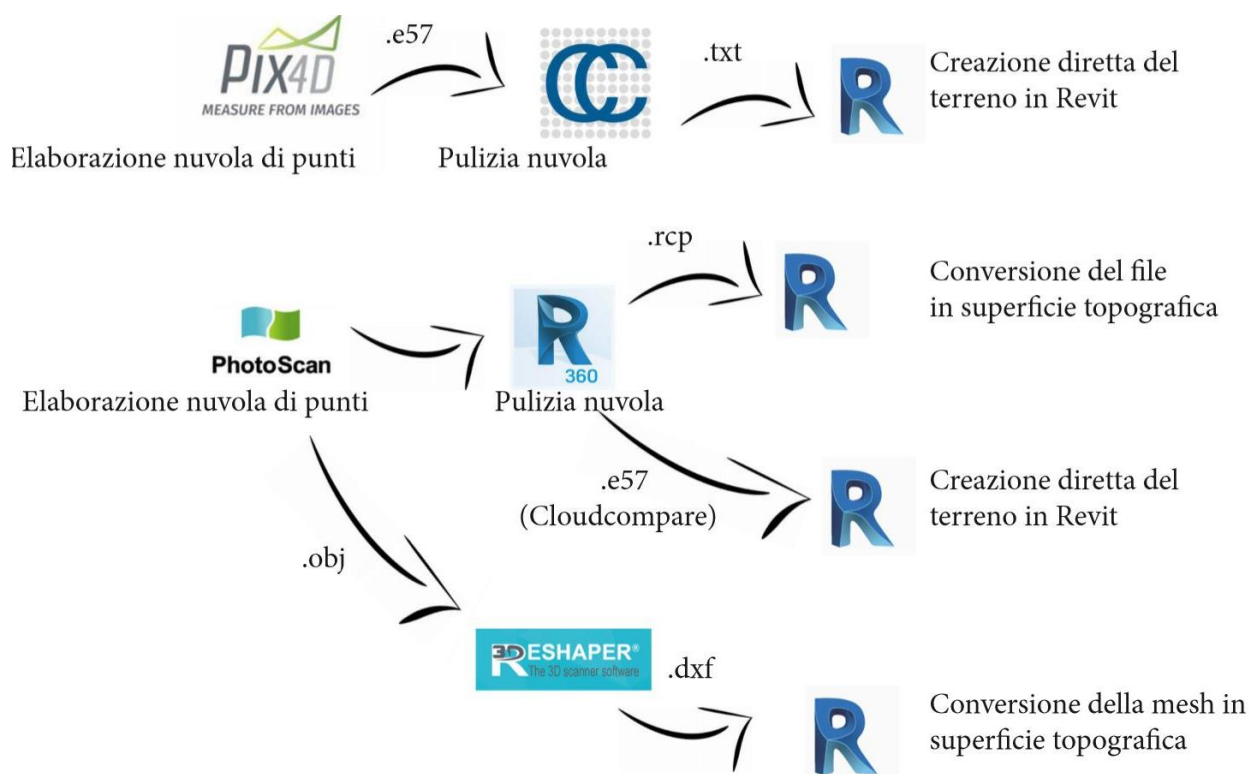 PIX4D
MEASURE FROM IMAGES
.e57
CC
.txt
R
Creazione diretta del
terreno in Revit
Elaborazione nuvola di punti
Pulizia nuvola
.rcp
R
Conversione del file
in superficie topografica
PhotoScan
R
360
Elaborazione nuvola di punti
Pulizia nuvola
.e57
(Cloudcompare)
R
Creazione diretta del
terreno in Revit
.obj
3DRESHAPER®
The 3D scanner software
.dxf
R
Conversione della mesh in
superficie topografica